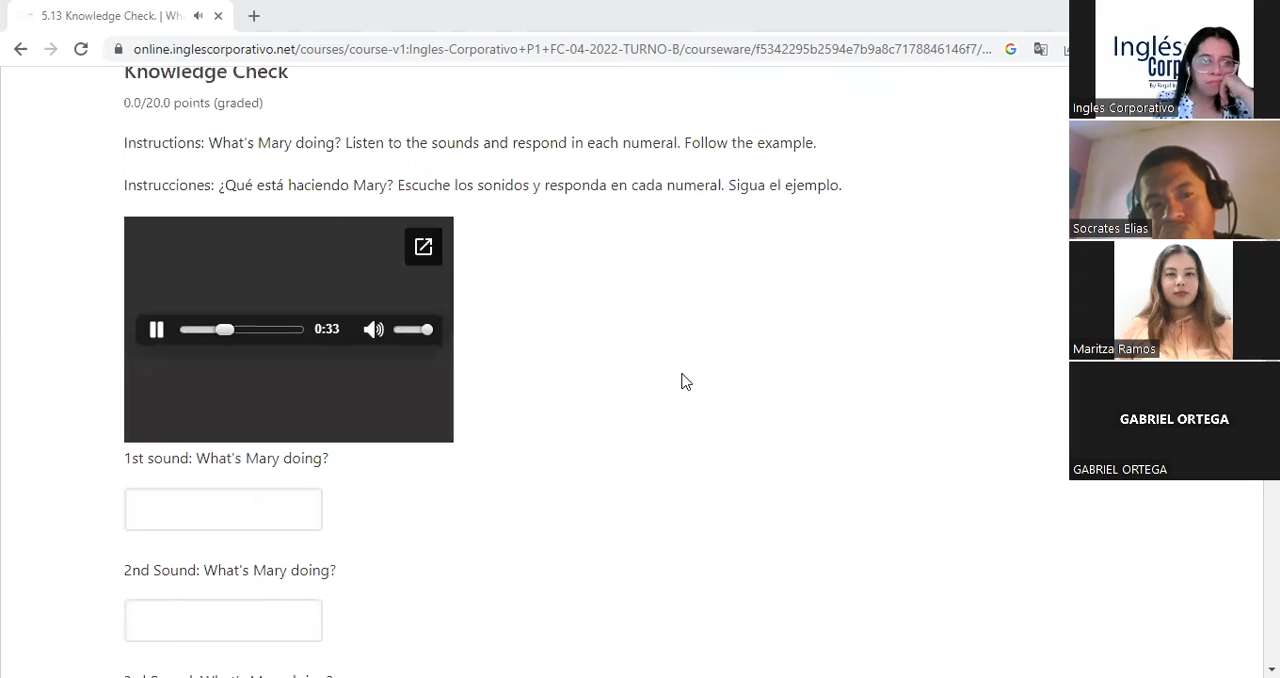 5.13 Knowledge Check. | Wh
online.inglescorporativo.net/courses/course-v1:Ingles-Corporativo+P1+FC-04-2022-TURNO-B/courseware/f5342295b2594e7b9a8c7178846146f7/...
Knowledge Check
0.0/20.0 points (graded)
Instructions: What's Mary doing? Listen to the sounds and respond in each numeral. Follow the example.
Instrucciones: ¿Qué está haciendo Mary? Escuche los sonidos y responda en cada numeral. Sigua el ejemplo.
0:33
1st sound: What's Mary doing?
2nd Sound: What's Mary doing?
Inglés
Corp
Ingles Corporativo
Socrates Elias
Maritza Ramos
GABRIEL ORTEGA
GABRIEL ORTEGA